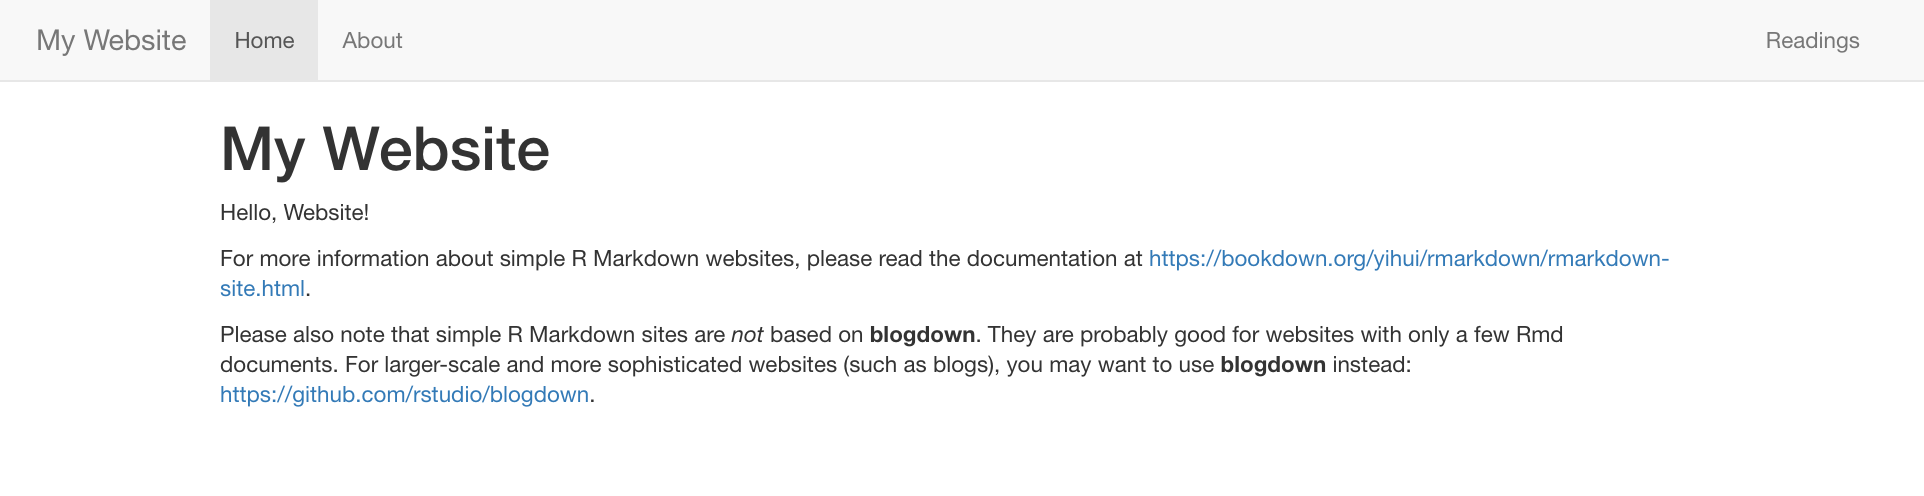 My Website Home About Readings
My Website
Hello, Website!
For more information about simple R Markdown websites, please read the documentation at https://bookdown.org/yihui/rmarkdown/rmarkdown-
site.html.
Please also note that simple R Markdown sites are not based on blogdown. They are probably good for websites with only a few Rmd
documents. For larger-scale and more sophisticated websites (such as blogs), you may want to use blogdown instead:
https://github.com/rstudio/blogdown.